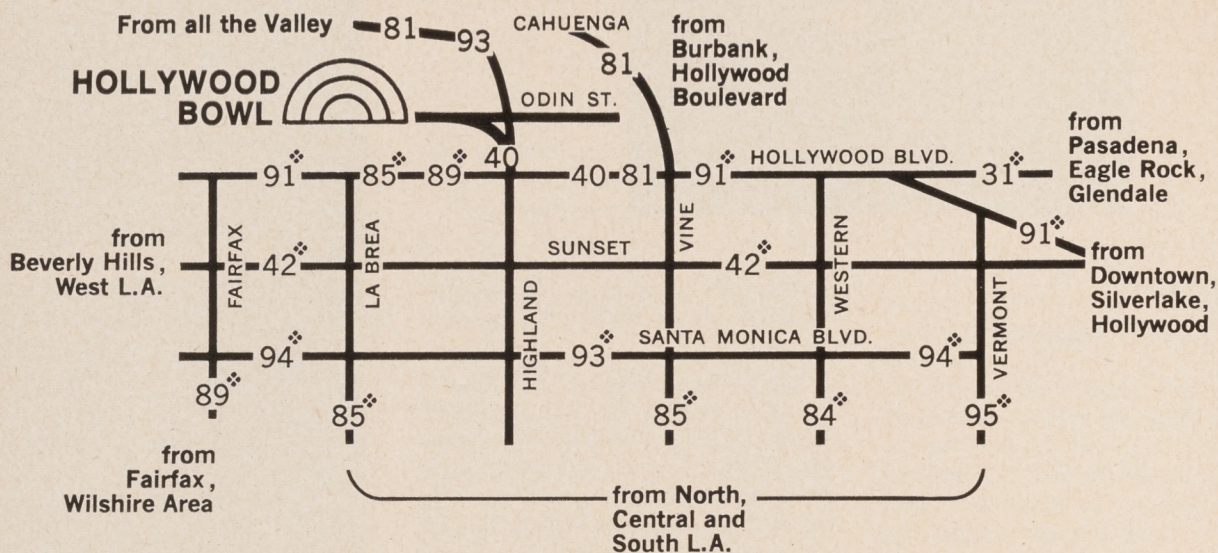 From all the Valley
81
93
CAHUENGA
81
from
Burbank,
Hollywood
Boulevard
HOLLYWOOD
BOWL
ODIN ST.
from
Pasadena,
Eagle Rock,
Glendale
40
91 85 89 40 81 91 HOLLYWOOD BLVD. 31
91
from
Beverly Hills,
West L.A.
FAIRFAX
42
LA BREA
SUNSET
VINE
42
WESTERN
from
Downtown,
Silverlake,
Hollywood
VERMONT
HIGHLAND
94 93 SANTA MONICA BLVD. 94
89 85 85 84 95
from
Fairfax,
Wilshire Area
from North,
Central and
South L.A.